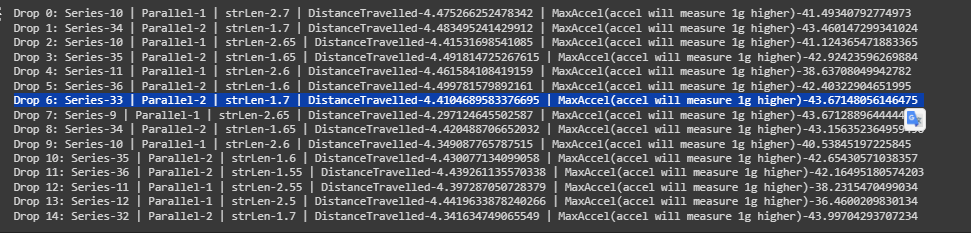 Drop 0: Series-10 | Parallel-1 | strLen-2.7 | DistanceTravelled-4.475266252478342 | MaxAccel(accel will measure 1g higher)-41.49340792774973
Drop 1: Series-34 | Parallel-2 | strLen-1.7 | DistanceTravelled-4.483495241429912 | MaxAccel(accel will measure 1g higher)-43.460147299341024
Drop 2: Series-10 | Parallel-1 | strLen-2.65 | DistanceTravelled-4.41531698541085 | MaxAccel(accel will measure 1g higher)-41.124365471883365
Drop 3: Series-35 | Parallel-2 | strLen-1.65 | DistanceTravelled-4.491814725267615 | MaxAccel(accel will measure 1g higher)-42.92423596269884
Drop 4: Series-11 | Parallel-1 | strLen-2.6 | DistanceTravelled-4.461584108419159 | MaxAccel(accel will measure 1g higher)-38.63708049942782
Drop 5: Series-36 | Parallel-2 | strLen-1.6 | DistanceTravelled-4.499781579892161 | MaxAccel(accel will measure 1g higher)-42.40322904651995
Drop 6: Series-33 | Parallel-2 | strLen-1.7 | DistanceTravelled-4.4104689583376695 | MaxAccel(accel will measure 1g higher)-43.67148056146475
Drop 7: Series-9 | Parallel-1 | strLen-2.65 | DistanceTravelled-4.297124645502587 | MaxAccel(accel will measure 1g higher)-43.6712889644444
Drop 8: Series-34 | Parallel-2 | strLen-1.65 | DistanceTravelled-4.420488706652032 | MaxAccel(accel will measure 1g higher)-43.156352364959
Drop 9: Series-10 | Parallel-1 | strLen-2.6 | DistanceTravelled-4.349087765787515 | MaxAccel(accel will measure 1g higher)-40.53845197225845
Drop 10: Series-35 | Parallel-2 | strLen-1.6 | DistanceTravelled-4.430077134099058 | MaxAccel(accel will measure 1g higher)-42.65430571038357
Drop 11: Series-36 | Parallel-2 | strLen-1.55 | DistanceTravelled-4.439261135570338 | MaxAccel(accel will measure 1g higher)-42.16495180574203
Drop 12: Series-11 | Parallel-1 | strLen-2.55 | DistanceTravelled-4.397287050728379 | MaxAccel(accel will measure 1g higher)-38.2315470499034
Drop 13: Series-12 | Parallel-1 | strLen-2.5 | DistanceTravelled-4.4419633878240266 | MaxAccel(accel will measure 1g higher)-36.4600209830134
Drop 14: Series-32 | Parallel-2 | strLen-1.7 | DistanceTravelled-4.341634749065549 | MaxAccel(accel will measure 1g higher)-43.99704293707234